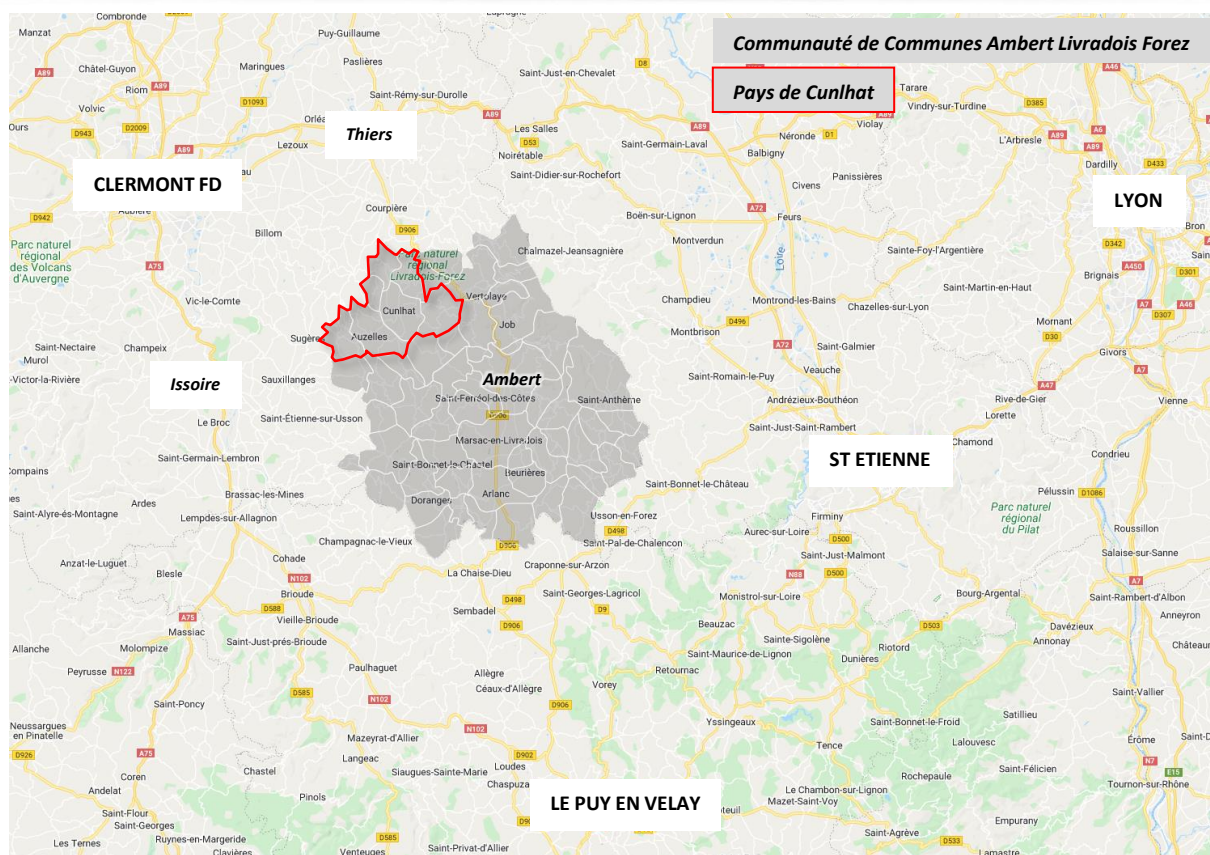 Combronde
Laprugne
Manzat
Puy-Guillaume
Communauté de Communes Ambert Livradois Forez
A89
Châtel-Guyon
Maringues
Paslières
Saint-Just-en-Chevalet
D8
A46
Riom
A89
Pays de Cunlhat
Tarare
Volvic
D1093
Saint-Rémy-sur-Durolle
D385
Vindry-sur-Turdine
A89
Ours
D943
D2009
Thiers
Les Salles
A89
Violay
A6
A89
Lezoux
D53
Saint-Germain-Laval
Néronde
D1
L'Arbresle
A89
Noirétable
Balbigny
Dardilly
D433
CLERMONT FD
Saint-Didier-sur-Rochefort
Civens
Panissières
LYON
D942
Aubière
Courpière
Boën-sur-Lignon
A72
Feurs
Bron
Parc naturel
régional
des Volcans
d'Auvergne
Billom
D906
Chalmazel-Jeansagnière
Montverdun
Loire
Sainte-Foy-l'Argentière
D342
A75
Parc naturel
régional
Livradois-Forez
A450
D301
Brignais
Vic-le-Comte
Vertolaye
Champdieu
Montrond-les-Bains
Saint-Martin-en-Haut
A7
A46
Cunlhat
Job
D496
Chazelles-sur-Lyon
Mornant
D307
Auzelles
Montbrison
A72
Saint-Galmier
D30
Saint-Nectaire
Champeix
Givors
Murol
Veauche
A7
-Victor-la-Rivière
Issoire
Sauxillanges
Ambert
Saint-Romain-le-Puy
A47
Saint-Ferréol-des-Côtes
Saint-Anthème
Andrézieux-Bouthéon
Rive-de-Gier
Vienne
Le Broc
Saint-Étienne-sur-Usson
Lorette
Saint-Just-Saint-Rambert
Marsac-en-Livradois
Chamond
Saint-Germain-Lembron
Saint-Bonnet-le-Chastel
Beurières
ST ETIENNE
Condrieu
Ardes
Brassac-les-Mines
Doranges
Arlanc
Saint-Bonnet-le-Château
Pélussin
D1086
Saint-Alyre-ès-Montagne
Lempdes-sur-Allagnon
Usson-en-Forez
Firminy
Parc naturel
régional
du Pilat
Roussillon
D498
Aurec-sur-Loire
Champagnac-le-Vieux
Saint-Pal-de-Chalencon
D500
Saint-Just-Malmont
Salaise-sur-Sanne
Anzat-le-Luguet
Cohade
Craponne-sur-Arzon
Blesle
N102
La Chaise-Dieu
N88
D500
A7
Brioude
Saint-Georges-Lagricol
Monistrol-sur-Loire
Bourg-Argental
Saint-Rambert-d'Albon
D588
D498
D9
Anneyron
A75
Vieille-Brioude
Sembadel
Beauzac
D503
Davézieux
Massiac
D906
Sainte-Sigolène
Annonay
Allanche
Molompize
Saint-Just-près-Brioude
Saint-Maurice-de-Lignon
Riotord
Château
Paulhaguet
Dunières
Peyrusse
N122
Allègre
Retournac
Céaux-d'Allègre
Vorey
Saint-Vallier
D585
N102
Saint-Poncy
D906
Satillieu
Yssingeaux
Saint-Bonnet-le-Froid
Neussargues
en Pinatelle
N102
Mazeyrat-d'Allier
Lalouvesc
Érôme
D926
A75
Tence
Langeac
D902
Loudes
Saint-Félicien
N7
Chastel
Siaugues-Sainte-Marie
Rochepaule
E15
Coren
Chaspuza
Le Chambon-sur-Lignon
Tournon-sur-Rhône
Andelat
Pinols
LE PUY EN VELAY
Mazet-Saint-Voy
Saint-Flour
Empurany
Saint-Georges
D585
Saint-Agrève
Ruynes-en-Margeride
D533
Les Ternes
Clavières
Venteuges
Saint-Privat-d'Allier
Lamastre